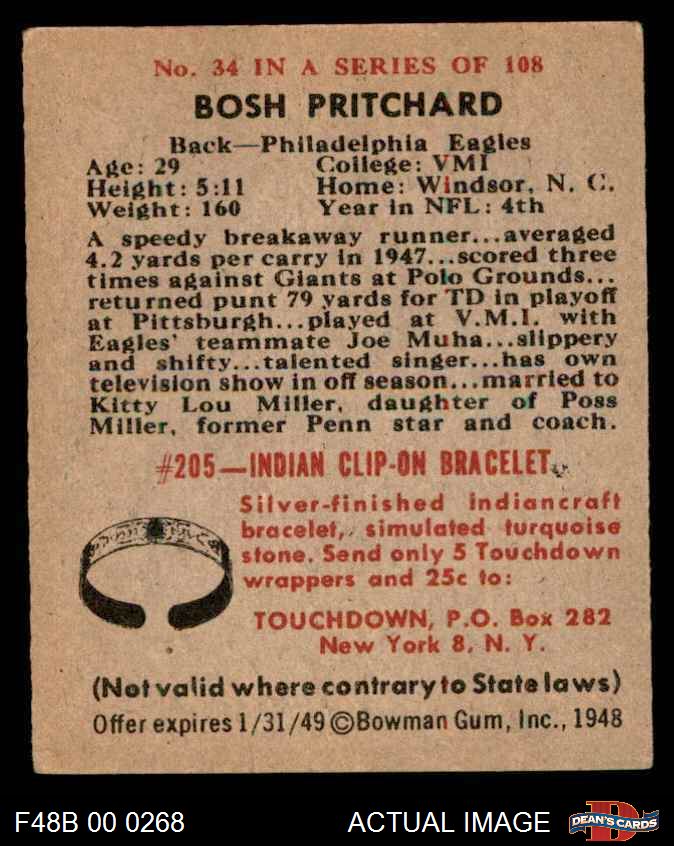 No. 34 IN A SERIES OF 108
BOSH PRITCHARD
Back—Philadelphia Eagles
Age: 29 College: VMI
Height: 5:11 Home: Windsor, N. C.
Weight: 160 Year in NFL: 4th
A speedy breakaway runner...averaged
4.2 yards per carry in 1947...scored three
times against Giants at Polo Grounds...
returned punt 79 yards for TD in playoff
at Pittsburgh...played at V.M.I. with
Eagles' teammate Joe Muha...slippery
and shifty...talented singer...has own
television show in off season...married to
Kitty Lou Miller, daughter of Poss
Miller, former Penn star and coach.
#205—INDIAN CLIP-ON BRACELET.
Silver-finished indiancraft
bracelet, simulated turquoise
stone. Send only 5 Touchdown
wrappers and 25c to:
TOUCHDOWN, P.O. Box 282
New York 8, N. Y.
(Not valid where contrary to State laws)
Offer expires 1/31/49 ©Bowman Gum, Inc., 1948
F48B 00 0268 ACTUAL IMAGE
DEAN'S CARDS